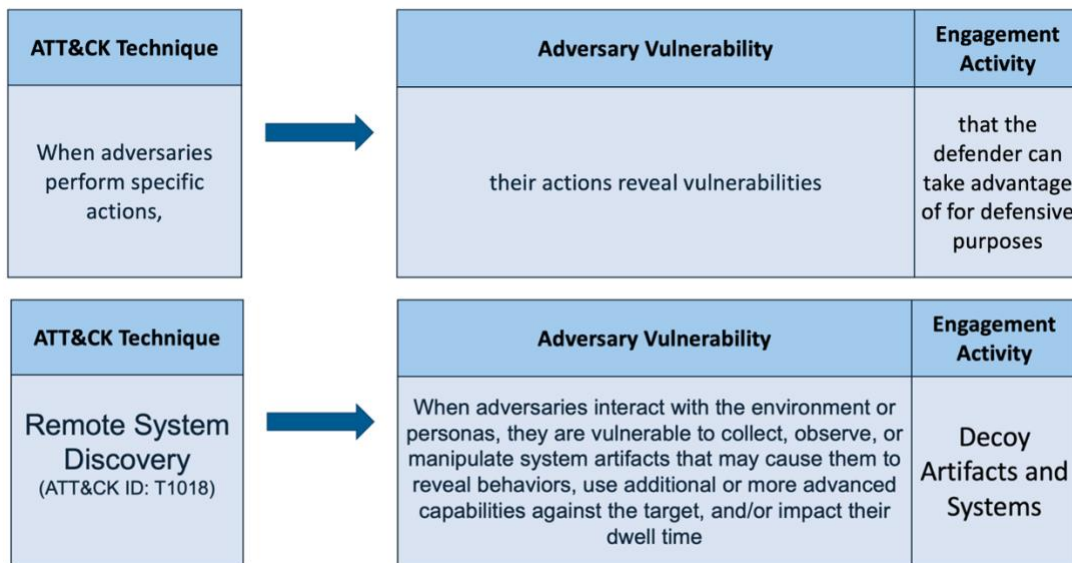 ATT&CK Technique
When adversaries
perform specific
actions,
Adversary Vulnerability
their actions reveal vulnerabilities
Engagement
Activity
that the
defender can
take advantage
of for defensive
purposes
ATT&CK Technique
Remote System
Discovery
(ATT&CK ID: T1018)
Adversary Vulnerability
When adversaries interact with the environment or
personas, they are vulnerable to collect, observe, or
manipulate system artifacts that may cause them to
reveal behaviors, use additional or more advanced
capabilities against the target, and/or impact their
dwell time
Engagement
Activity
Decoy
Artifacts and
Systems